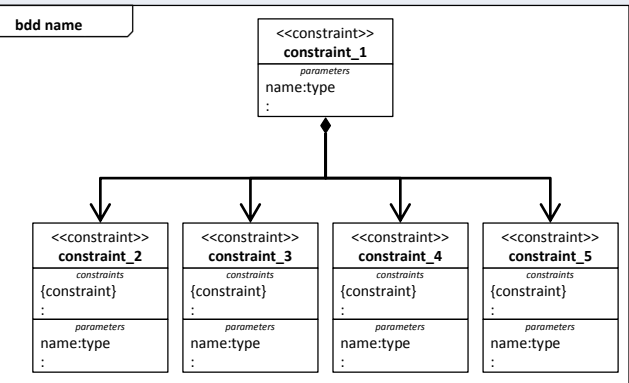 bdd name
<<constraint>>
constraint_1
parameters
name:type
:
<<constraint>>
constraint_2
constraints
{constraint}
:
parameters
name:type
:
<<constraint>>
constraint_3
constraints
{constraint}
:
parameters
name:type
:
<<constraint>>
constraint_4
constraints
{constraint}
:
parameters
name:type
:
<<constraint>>
constraint_5
constraints
{constraint}
:
parameters
name:type
: